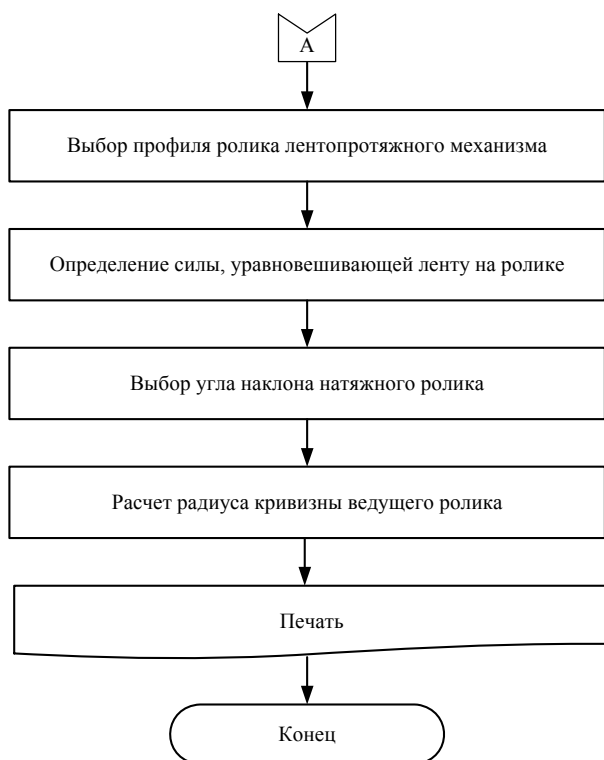 А
Выбор профиля ролика лентопротяжного механизма
Определение силы, уравновешивающей ленту на ролике
Выбор угла наклона натяжного ролика
Расчет радиуса кривизны ведущего ролика
Печать
Конец